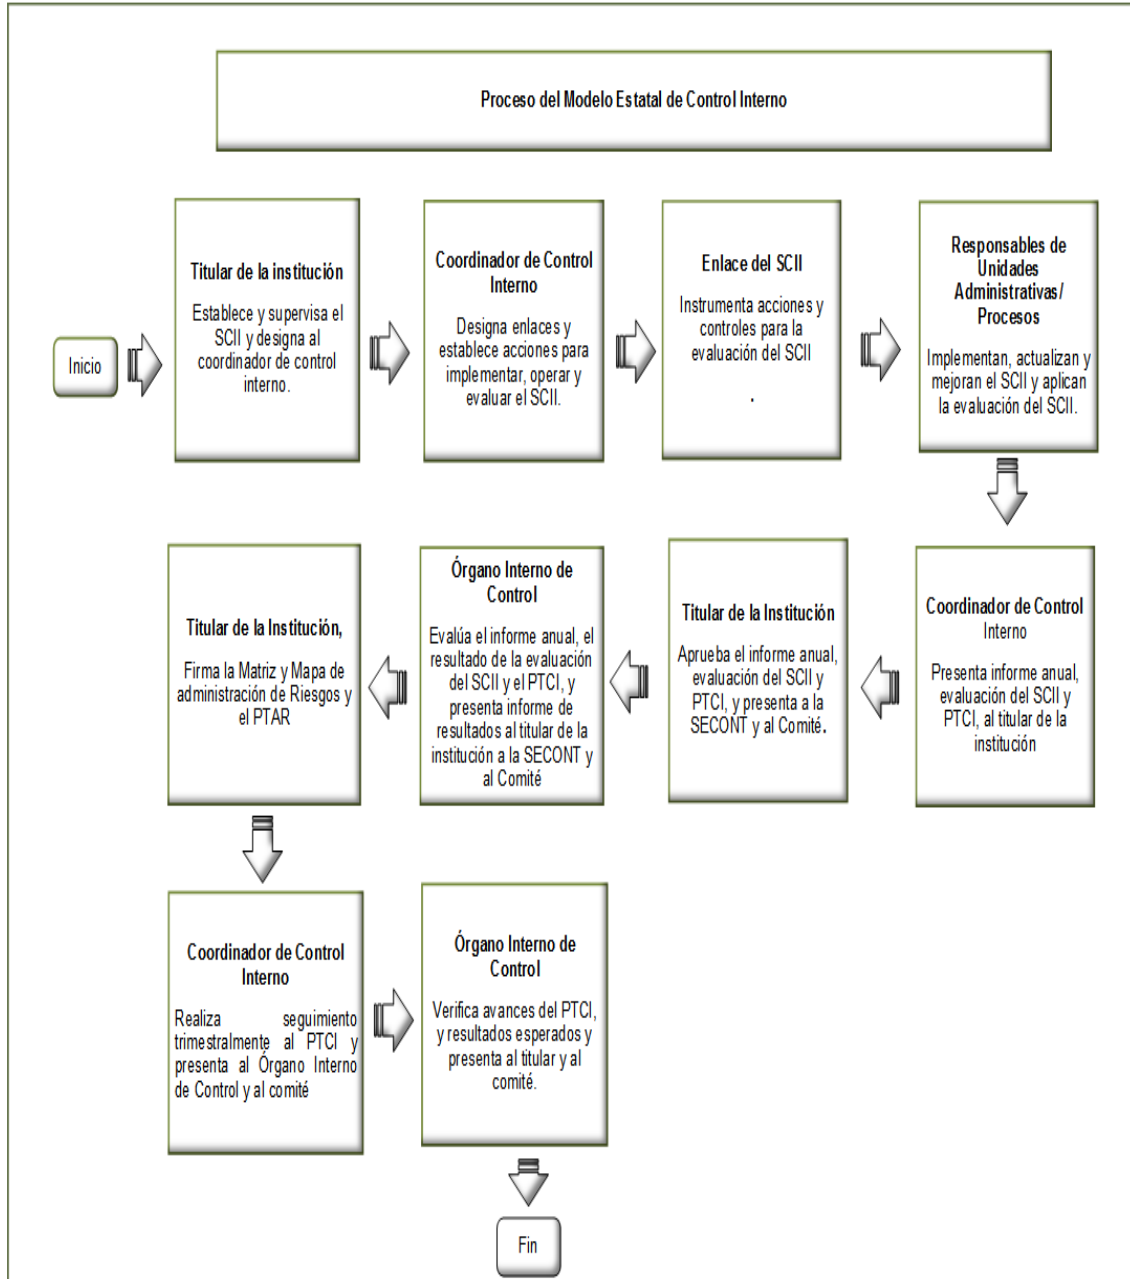 Proceso del Modelo Estatal de Control Interno
Inicio
Titular de la institución
Establece y supervisa el
SCII y designa al
coordinador de control
interno.
Coordinador de Control
Interno
Designa enlaces y
establece acciones para
implementar, operar y
evaluar el SCII.
Enlace del SCII
Instrumenta acciones y
controles para la
evaluación del SCII
.
Responsables de
Unidades
Administrativas/
Procesos
Implementan, actualizan y
mejoran el SCII y aplican
la evaluación del SCII.
Coordinador de Control
Interno
Presenta informe anual,
evaluación del SCII y
PTCI, al titular de la
institución
Titular de la Institución
Aprueba el informe anual,
evaluación del SCII y
PTCI, y presenta a la
SECONT y al Comité.
Órgano Interno de
Control
Evalúa el informe anual, el
resultado de la evaluación
del SCII y el PTCI, y
presenta informe de
resultados al titular de la
institución a la SECONT y
al Comité
Titular de la Institución,
Firma la Matriz y Mapa de
administración de Riesgos y
el PTAR
Coordinador de Control
Interno
Realiza seguimiento
trimestralmente al PTCI y
presenta al Órgano Interno
de Control y al comité
Órgano Interno de
Control
Verifica avances del PTCI,
y resultados esperados y
presenta al titular y al
comité.
Fin